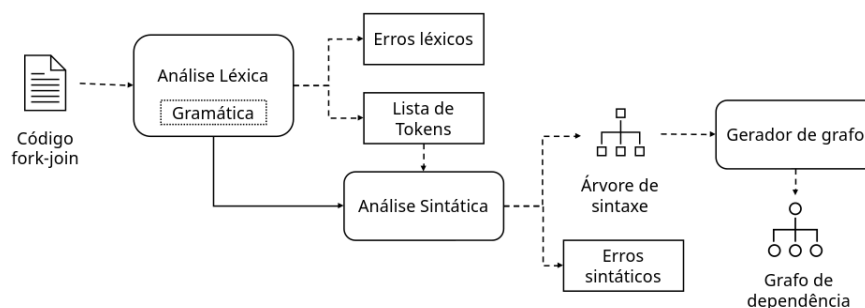 Código
fork-join
Análise Léxica
Gramática
Erros léxicos
Lista de
Tokens
Análise Sintática
Árvore de
sintaxe
Erros
sintáticos
Gerador de grafo
Grafo de
dependência